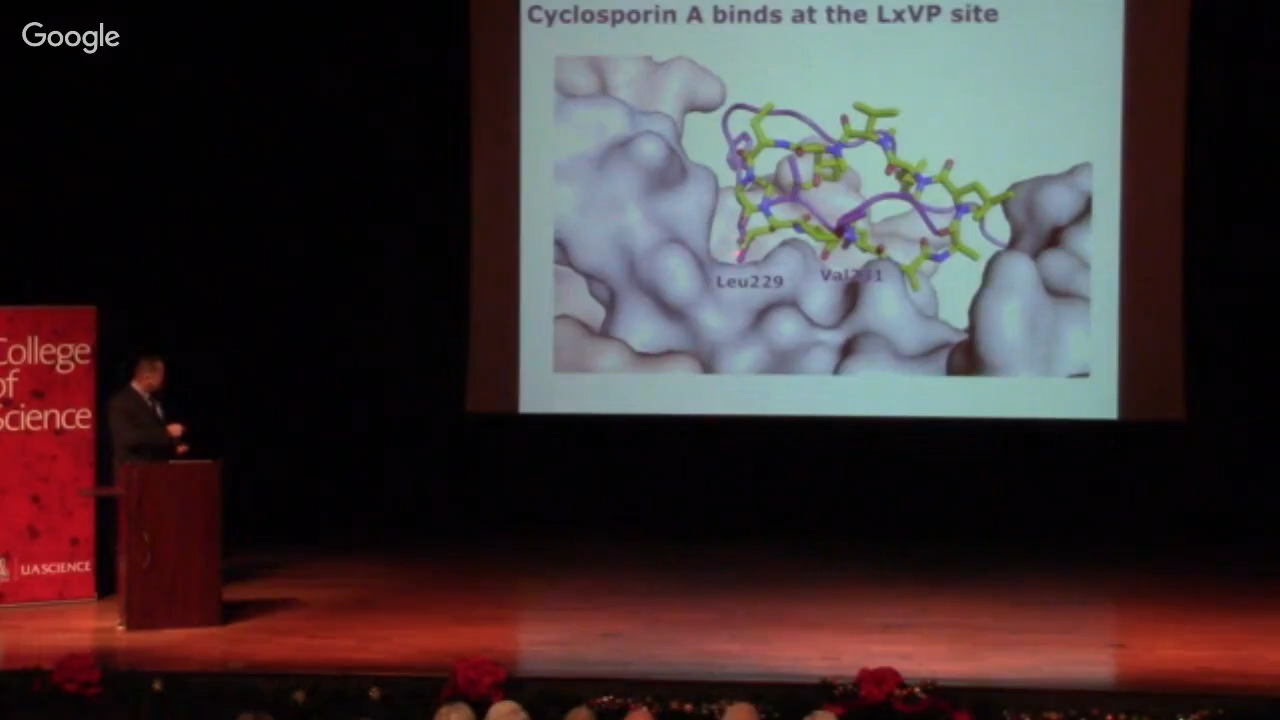 Google
Cyclosporin A binds at the LxVP site
Leu229
College
of
Science
UA SCIENCE